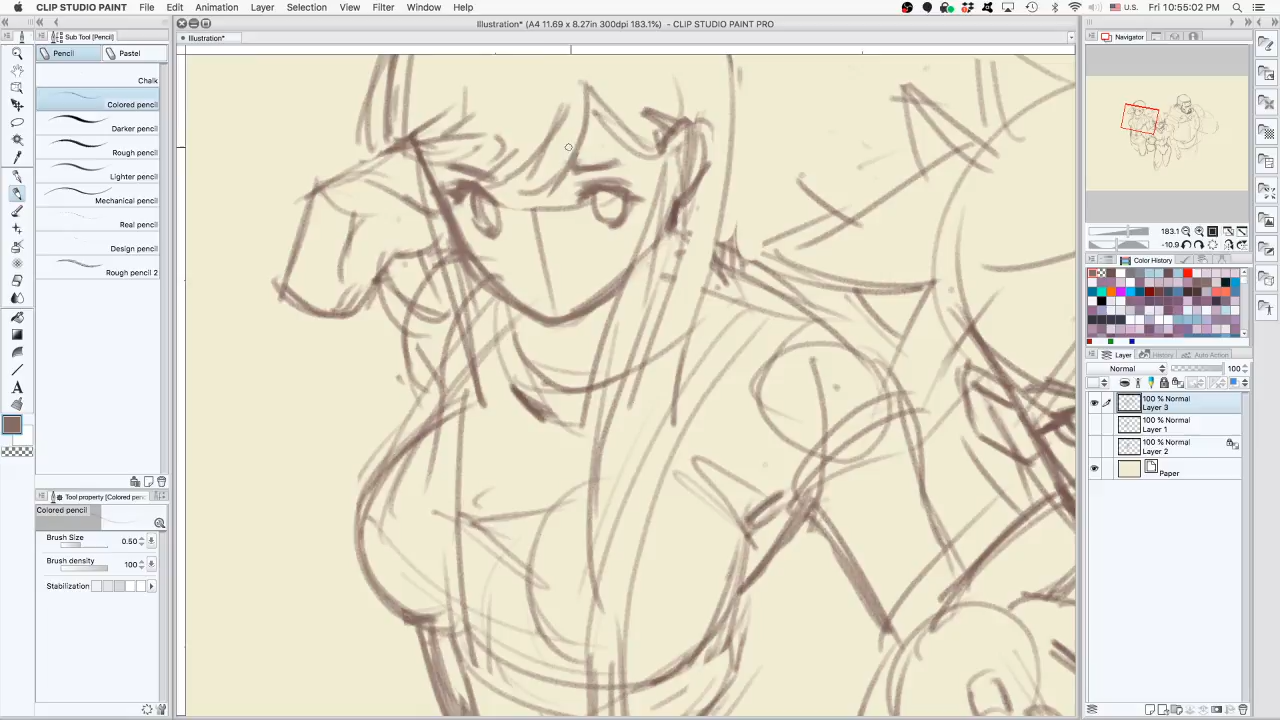 CLIP STUDIO PAINT File Edit Animation Layer Selection View Filter Window Help U.S. Fri 10:55:02
Illustration* (A4 11.69 x 8.27in 300dpi 183.1%) - CLIP STUDIO PAINT PRO
Sub Tool [Pencil]
Illustration*
Navigator
Pencil
Pastel
Chalk
Colored pencil
Darker pencil
Rough pencil
Lighter pencil
Mechanical pencil
Real pencil
Design pencil
Rough pencil 2
183.1
-10.9
Color History
Layer History Auto Action
Normal 100
100 % Normal
Layer 3
100 % Normal
Layer 1
100 % Normal
Layer 2
Paper
A
Tool property [Colored penc
Colored pencil
Brush Size 0.50
Brush density 100
Stabilization